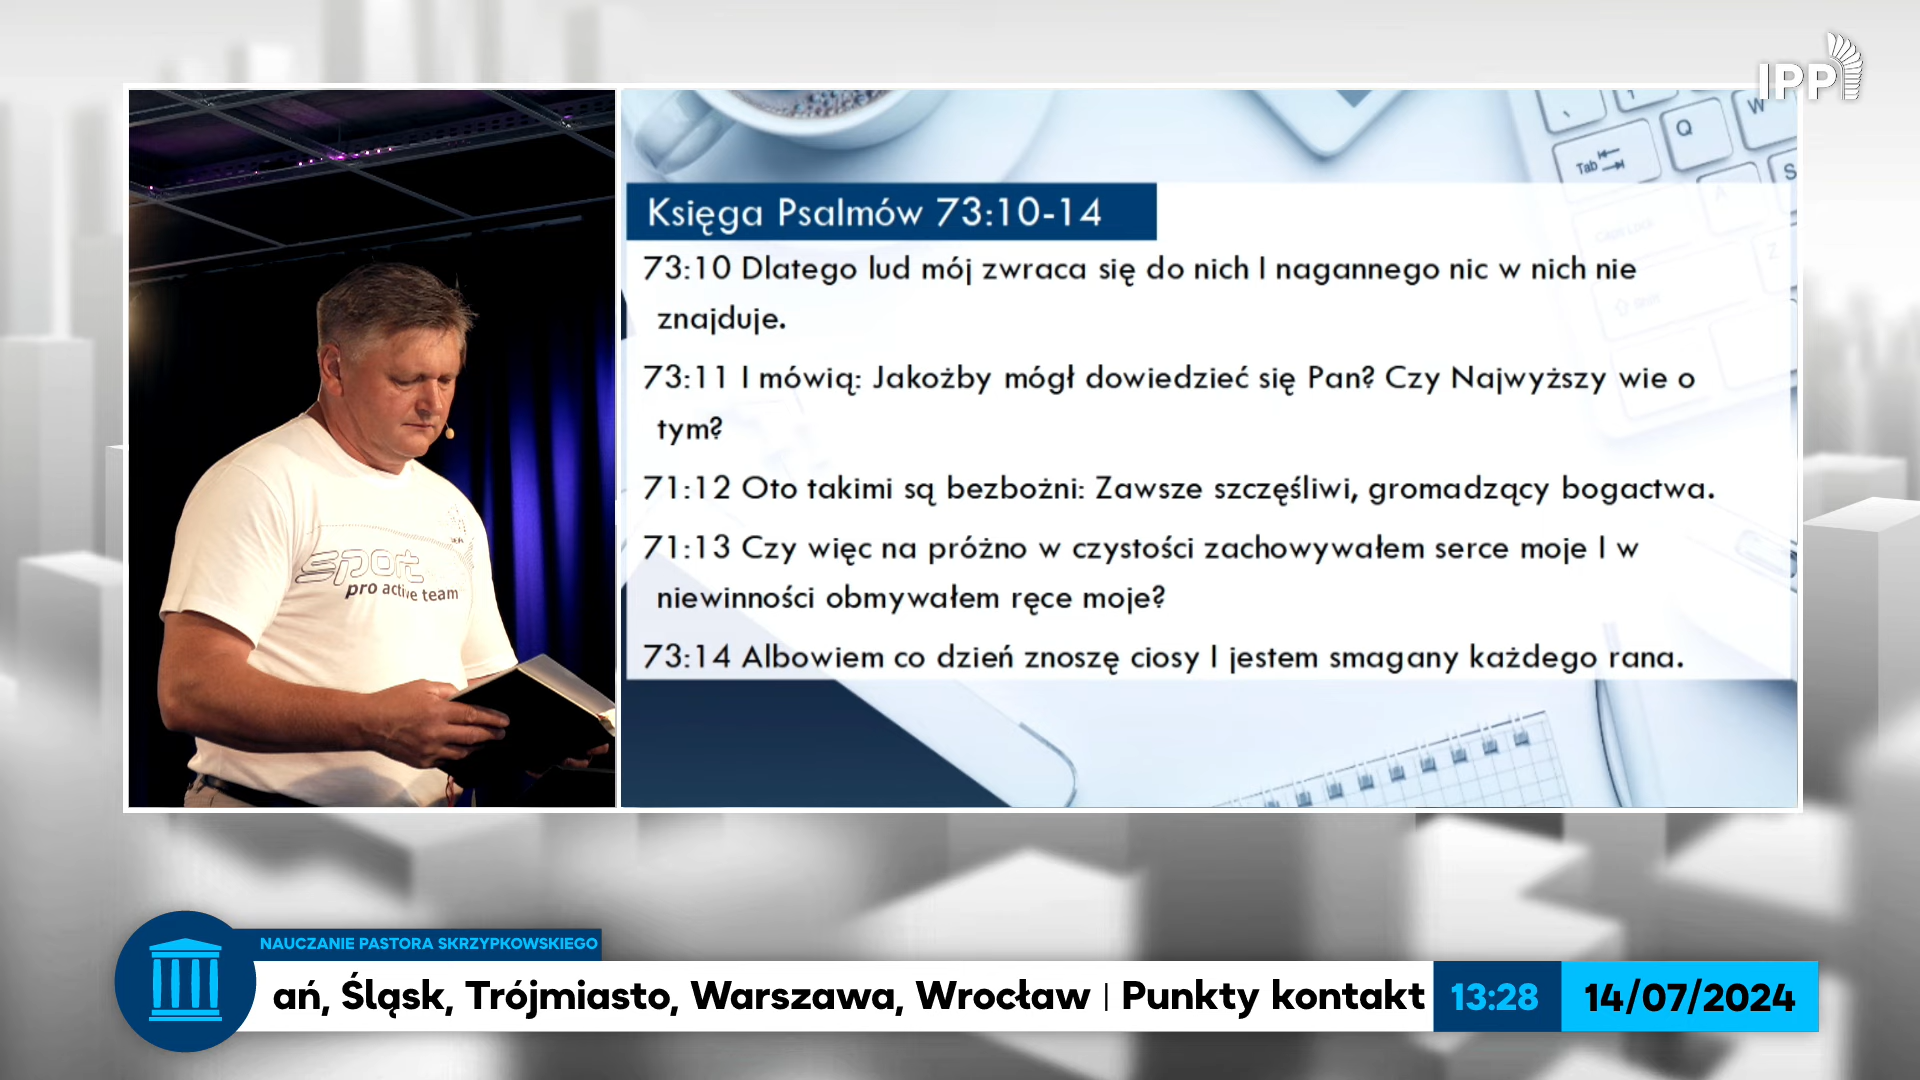 IPP
Q
W
Tab
S
A
Caps Lock
Z
Shift
Księga Psalmów 73:10-14
73:10 Dlatego lud mój zwraca się do nich I nagannego nic w nich nie
znajduje.
73:11 I mówią: Jakożby mógł dowiedzieć się Pan? Czy Najwyższy wie o
tym?
71:12 Oto takimi są bezbożni: Zawsze szczęśliwi, gromadzący bogactwa.
71:13 Czy więc na próżno w czystości zachowywałem serce moje I w
niewinności obmywałem ręce moje?
73:14 Albowiem co dzień znoszę ciosy I jestem smagany każdego rana.
sport
pro active team
NAUCZANIE PASTORA SKRZYPKOWSKIEGO
ań, Śląsk, Trójmiasto, Warszawa, Wrocław | Punkty kontakt
13:28
14/07/2024